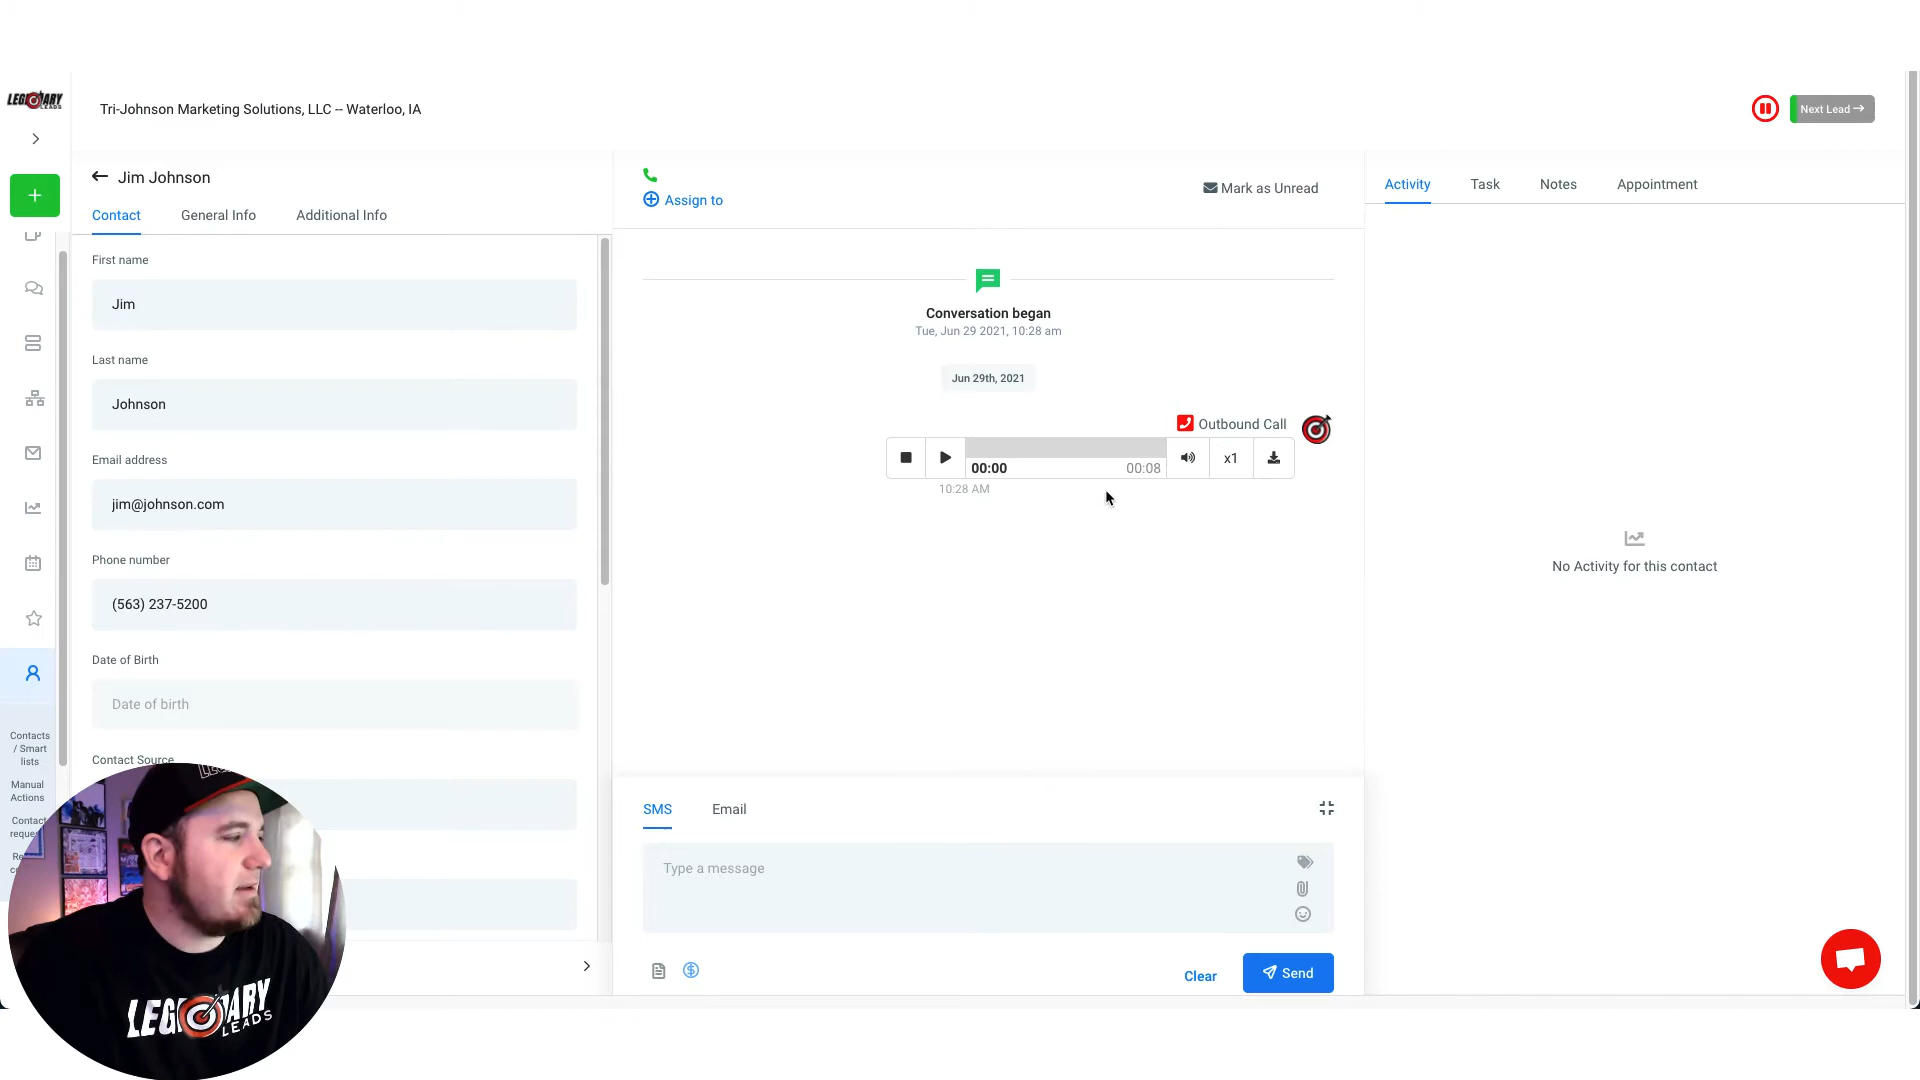 LEGENDARY
LEADS
Tri-Johnson Marketing Solutions, LLC -- Waterloo, IA
Next Lead
Jim Johnson
Contact
General Info
Additional Info
First name
Jim
Last name
Johnson
Email address
jim@johnson.com
Phone number
(563) 237-5200
Date of Birth
Date of birth
Contact Source
Contacts
/ Smart
lists
Manual
Actions
Contact
Assign to
Mark as Unread
Conversation began
Tue, Jun 29 2021, 10:28 am
Jun 29th, 2021
Outbound Call
00:00
00:08
x1
10:28 AM
SMS
Email
Type a message
Clear
Send
Activity
Task
Notes
Appointment
No Activity for this contact
LEGENDARY
LEADS